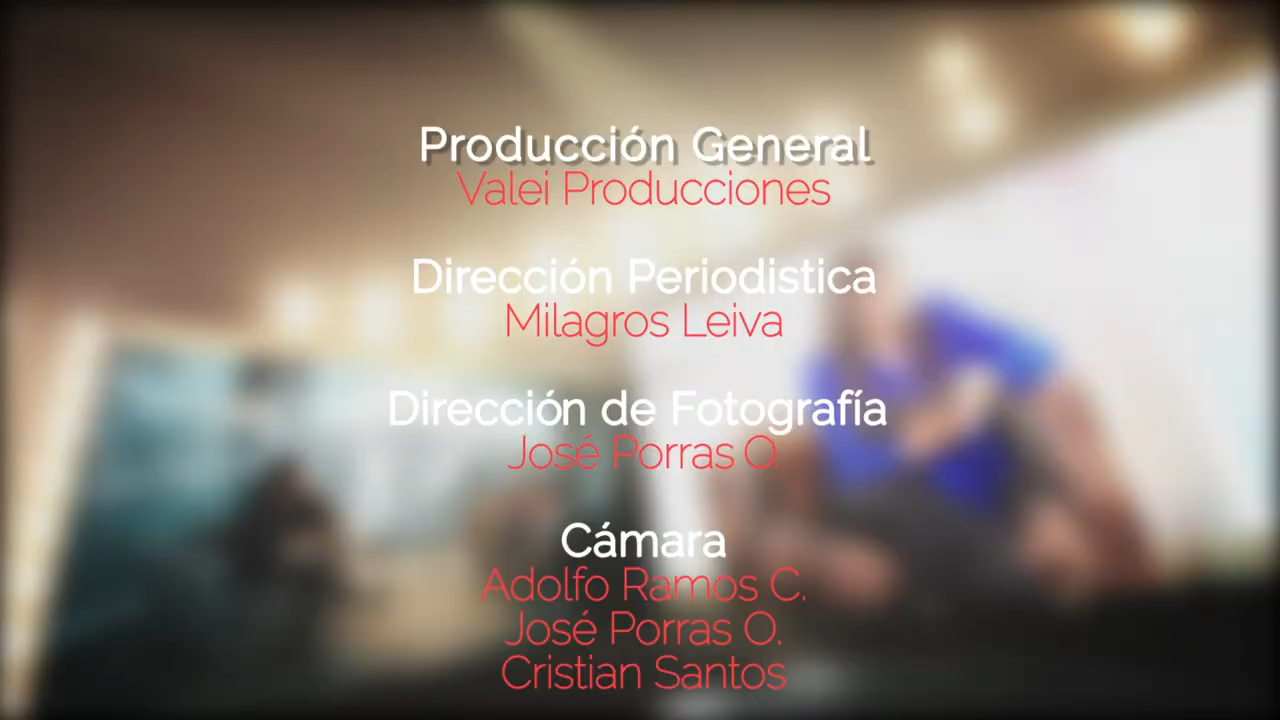 Producción General
Valei Producciones
Dirección Periodistica
Milagros Leiva
Dirección de Fotografía
José Porras O.
Cámara
Adolfo Ramos C.
José Porras O.
Cristian Santos